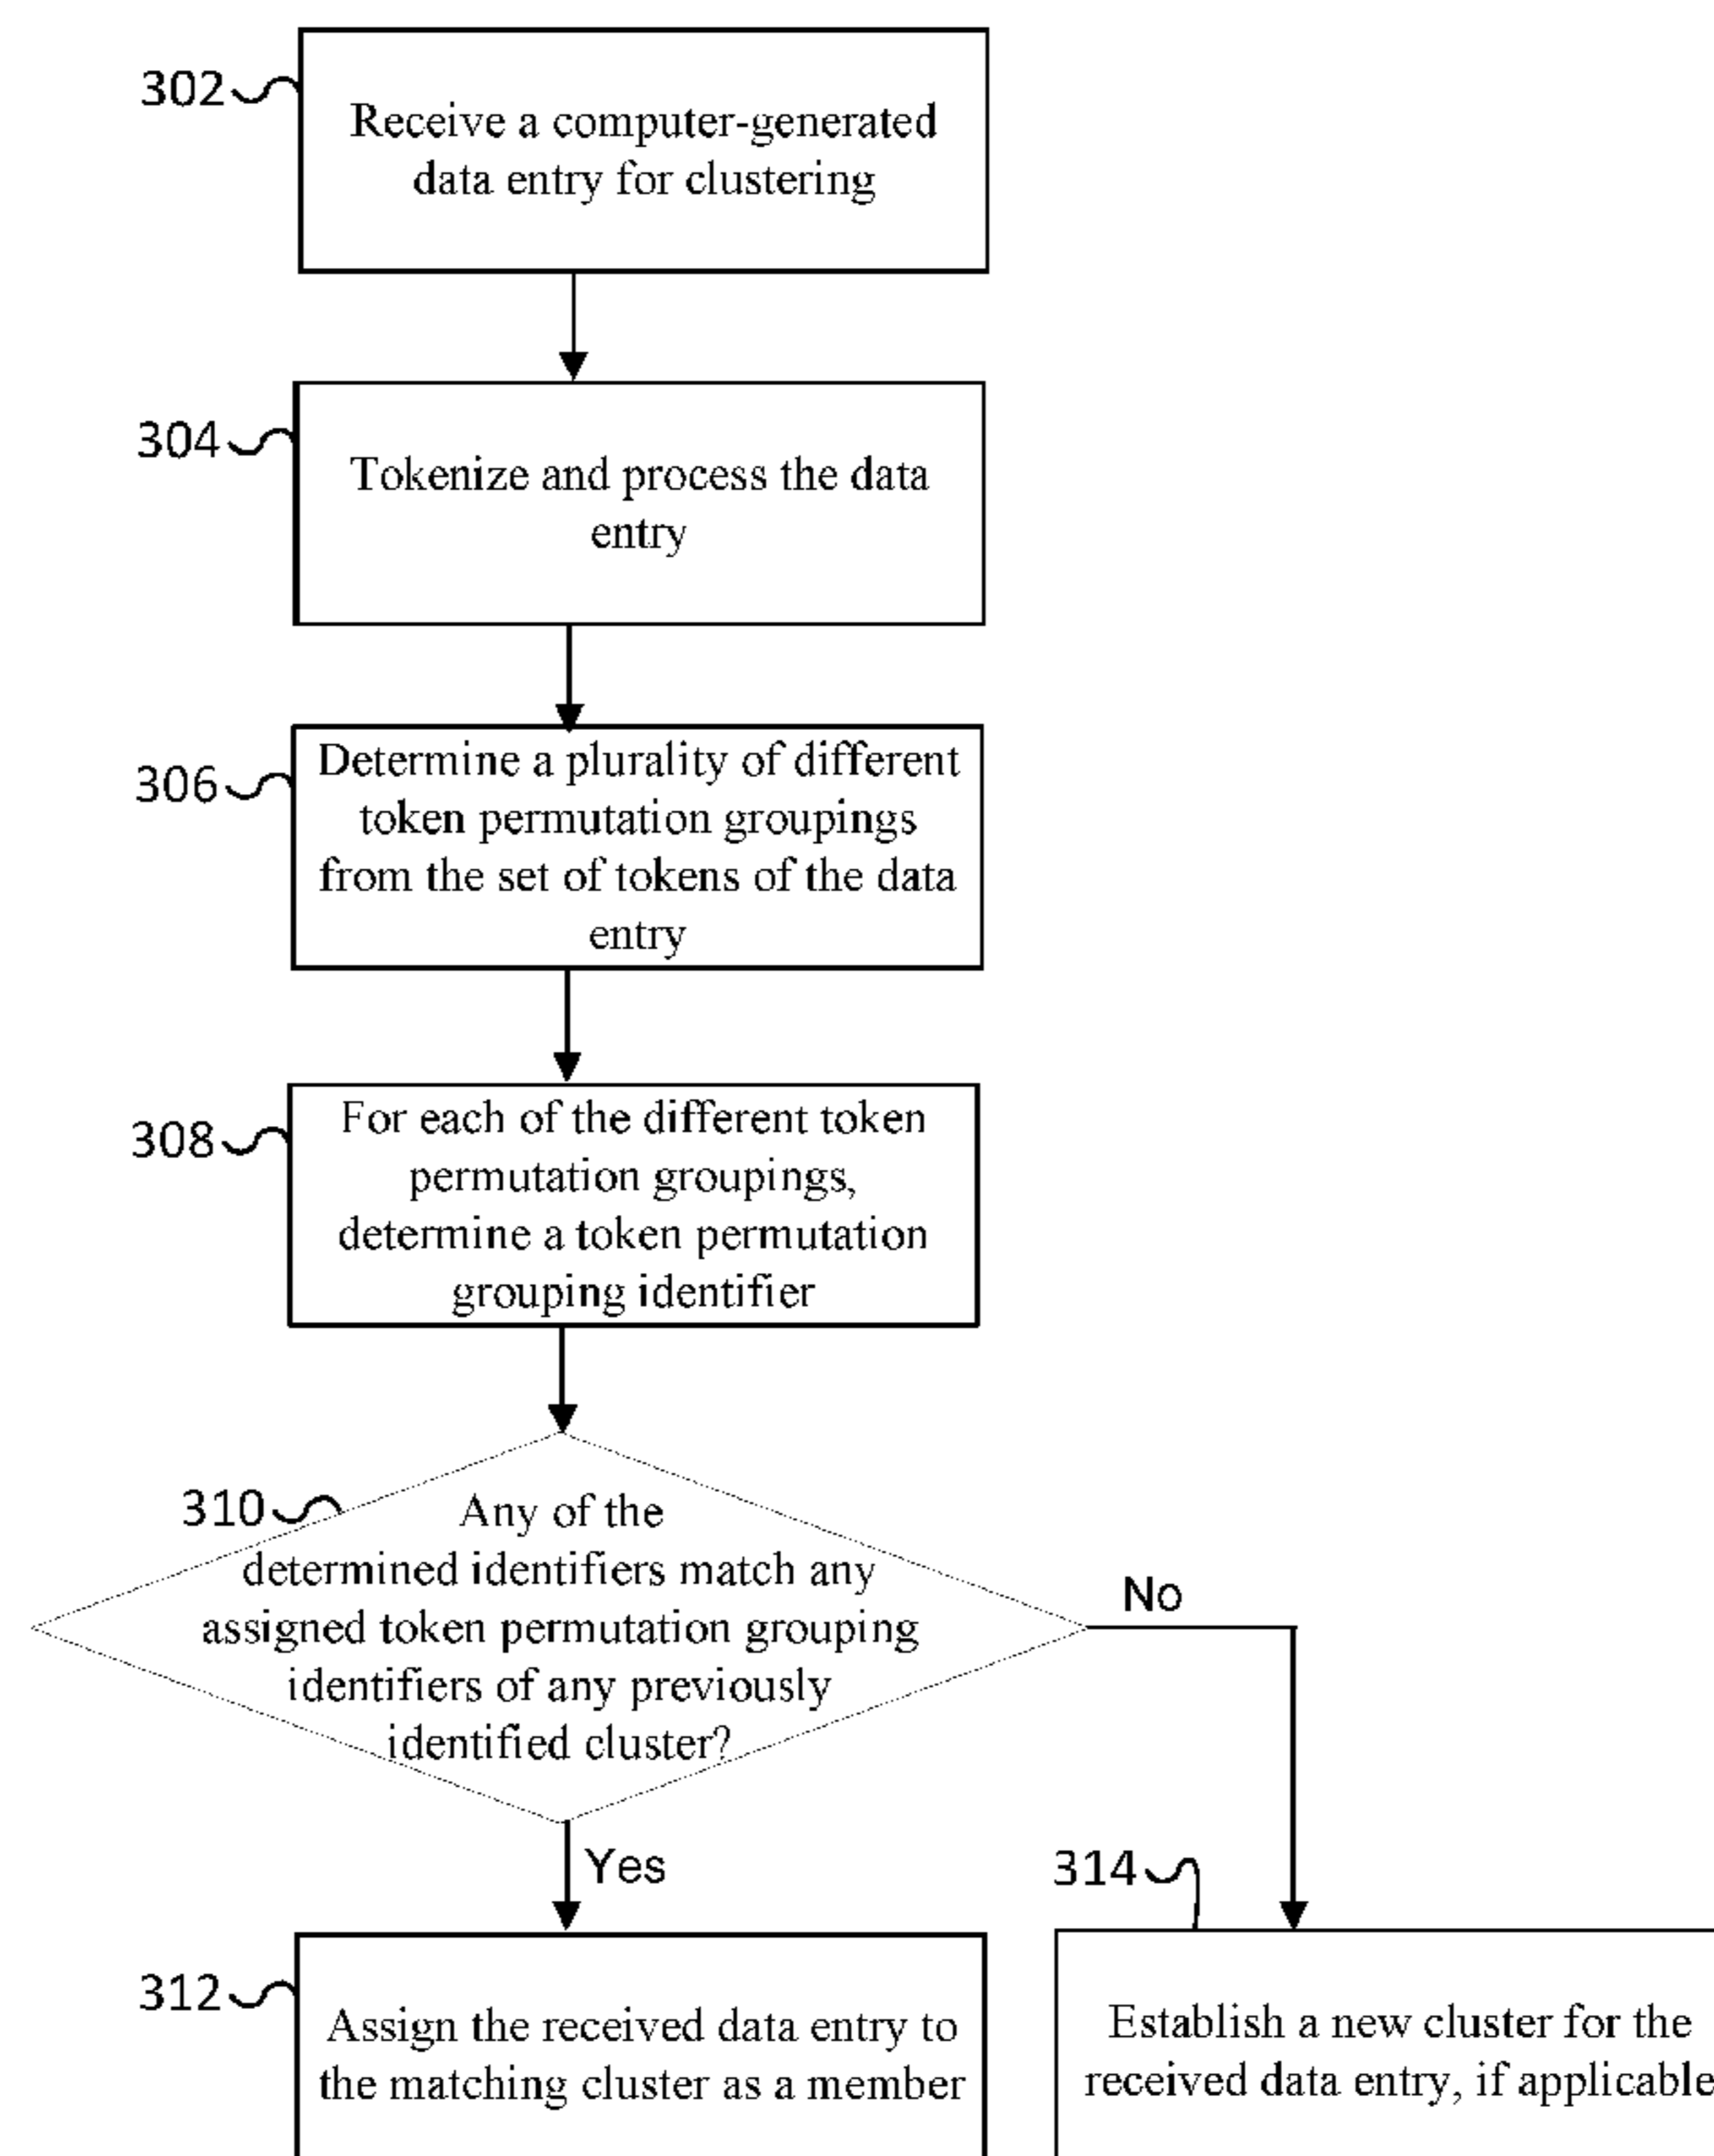 302
Receive a computer-generated
data entry for clustering
304
Tokenize and process the data
entry
306
Determine a plurality of different
token permutation groupings
from the set of tokens of the data
entry
308
For each of the different token
permutation groupings,
determine a token permutation
grouping identifier
310
Any of the
determined identifiers match any
assigned token permutation grouping
identifiers of any previously
identified cluster?
No
Yes
314
312
Assign the received data entry to
the matching cluster as a member
Establish a new cluster for the
received data entry, if applicable